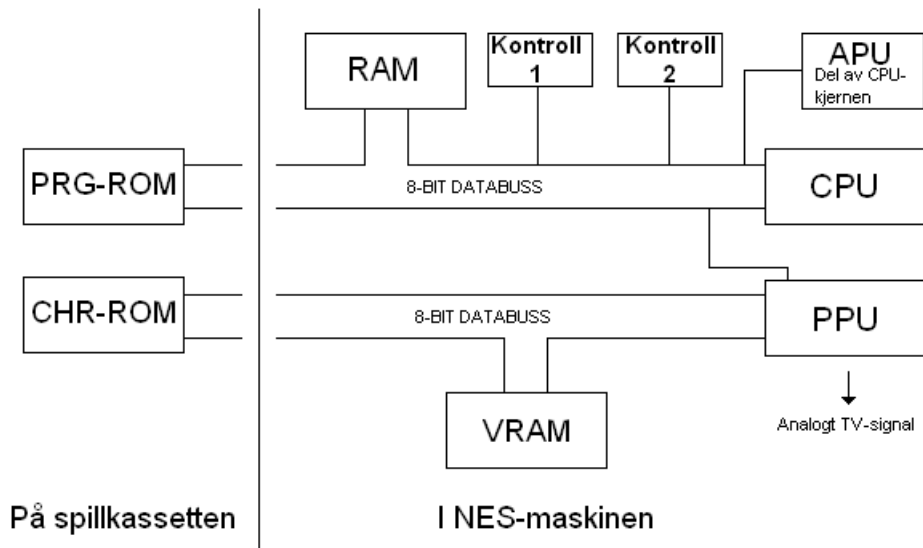 RAM
Kontroll
1
Kontroll
2
APU
Del av CPU-
kjernen
PRG-ROM
8-BIT DATABUSS
CPU
CHR-ROM
8-BIT DATABUSS
PPU
VRAM
Analogt TV-signal
På spillkassetten
I NES-maskinen